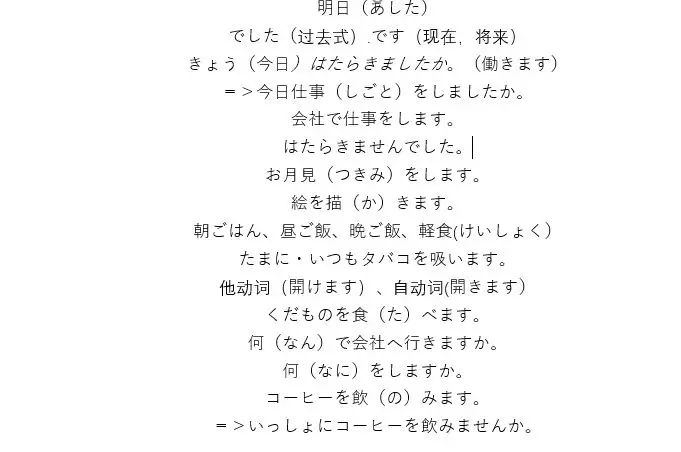 明日（あした）
でした（过去式）.です（现在，将来）
きょう（今日）はたらきましたか。（働きます）
＝＞今日仕事（しごと）をしましたか。
会社で仕事をします。
はたらきませんでした。
お月見（つきみ）をします。
絵を描（か）きます。
朝ごはん、昼ご飯、晩ご飯、軽食(けいしょく）
たまに・いつもタバコを吸います。
他动词（開けます）、自动词(開きます）
くだものを食（た）べます。
何（なん）で会社へ行きますか。
何（なに）をしますか。
コーヒーを飲（の）みます。
＝＞いっしょにコーヒーを飲みませんか。